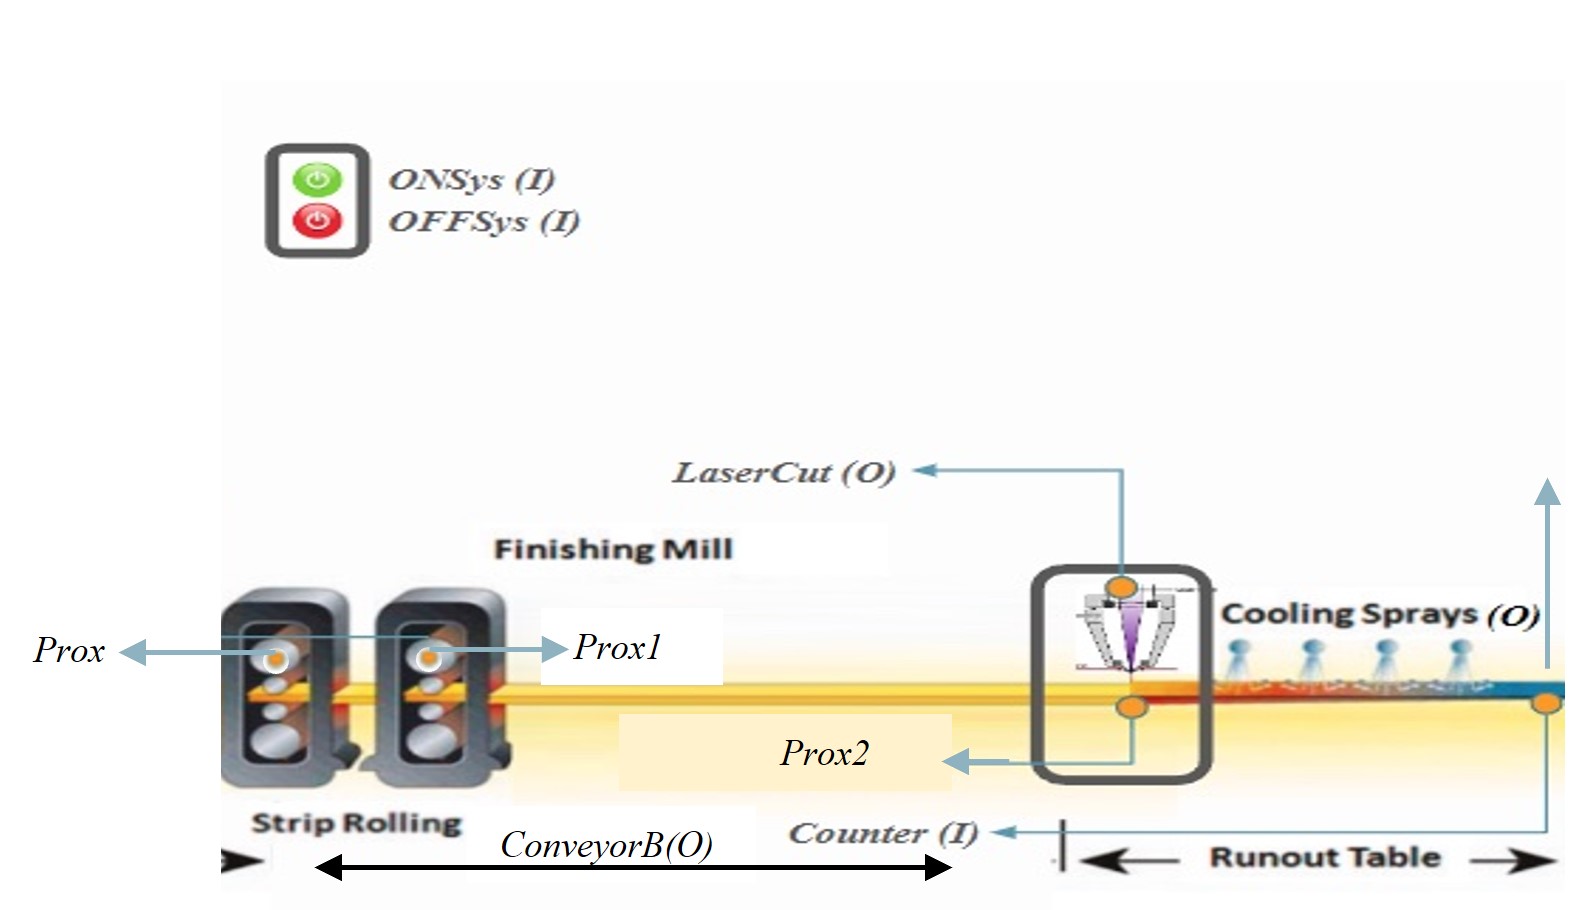 ONSys (I)
OFFSys (I)
LaserCut (O)
Finishing Mill
Cooling Sprays (O)
Prox
Prox1
Prox2
Strip Rolling
ConveyorB(O)
Counter (I)
Runout Table